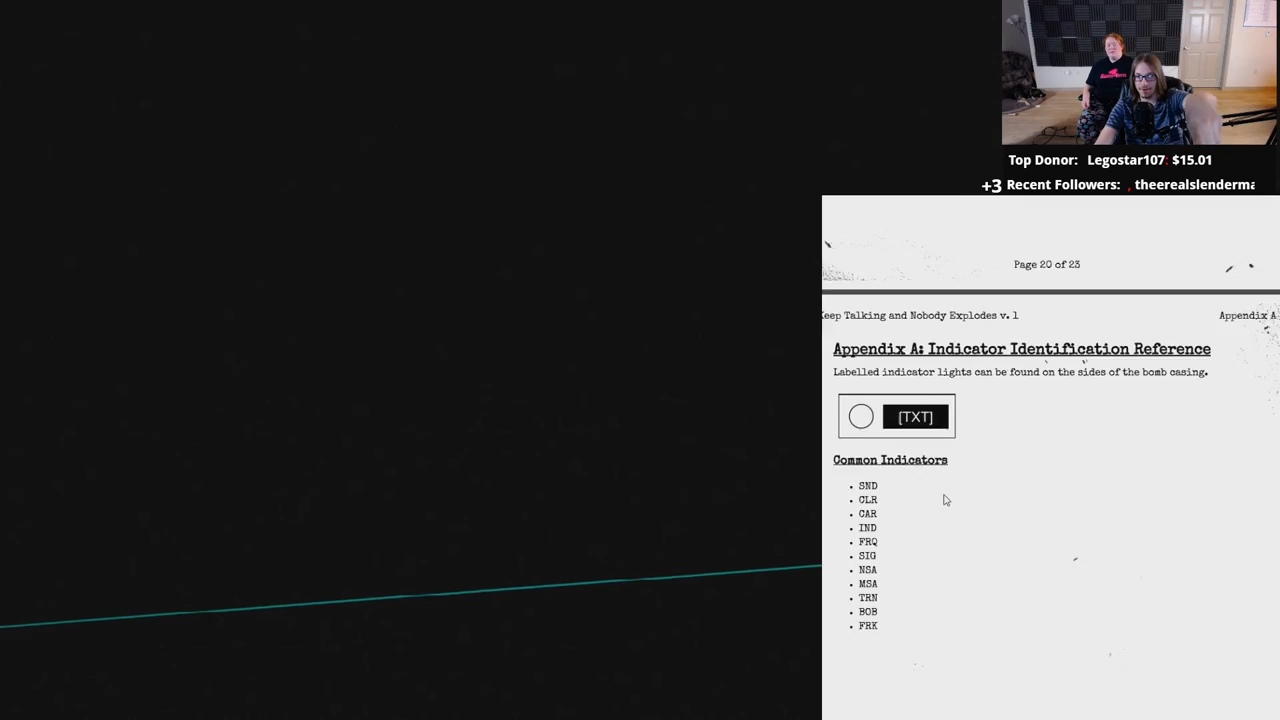 Top Donor: Legostar107: $15.01
+3 Recent Followers: , theerealslenderma
Page 20 of 23
Keep Talking and Nobody Explodes v. 1
Appendix A
Appendix A: Indicator Identification Reference
Labelled indicator lights can be found on the sides of the bomb casing.
[TXT]
Common Indicators
• SND
• CLR
• CAR
• IND
• FRQ
• SIG
• NSA
• MSA
• TRN
• BOB
• FRK